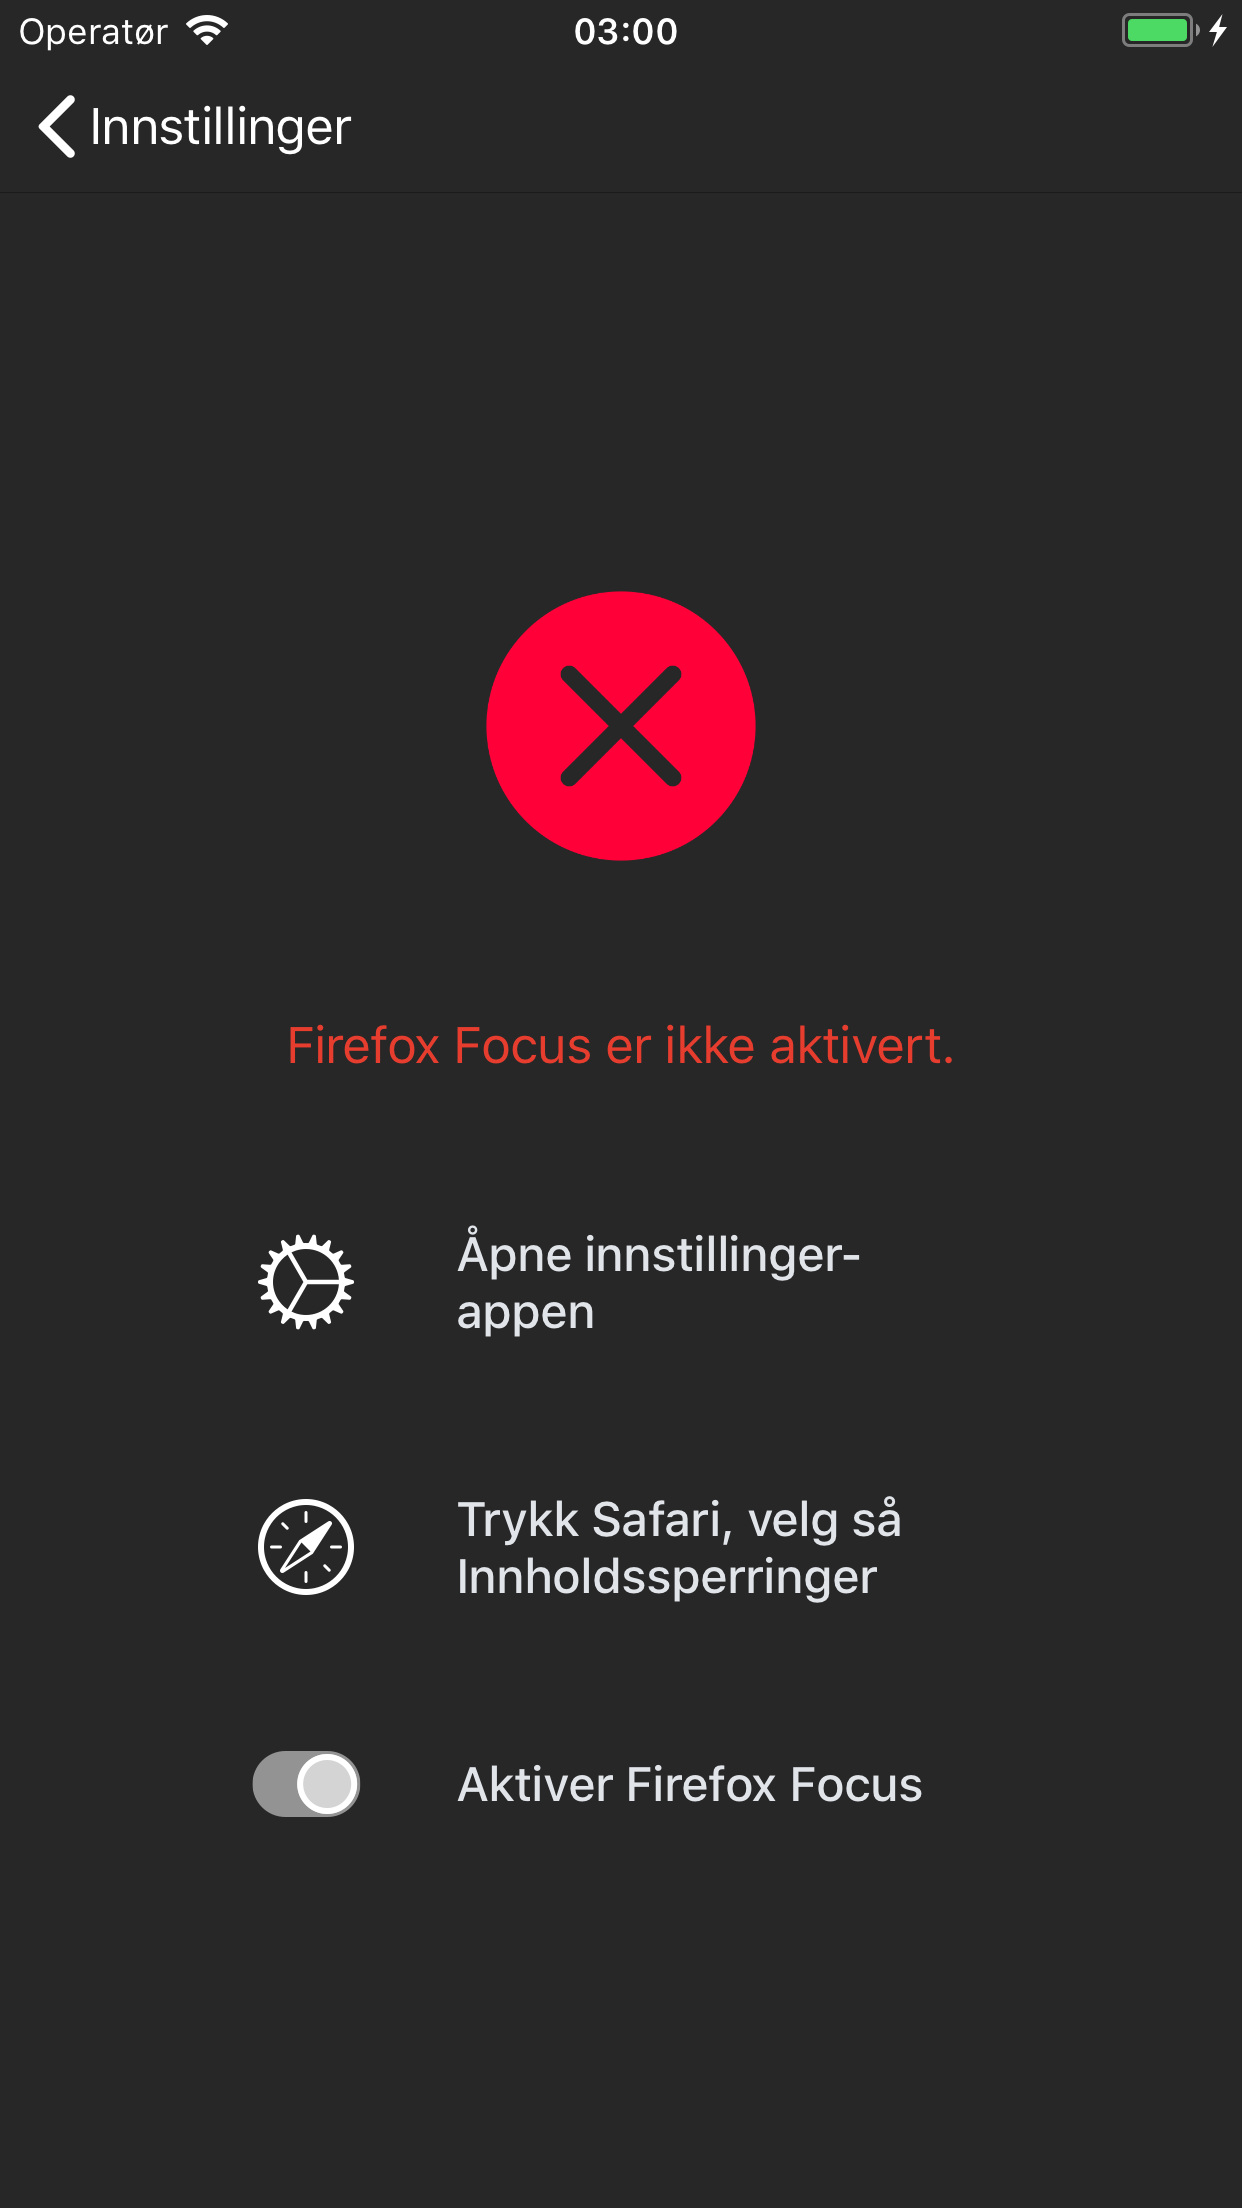 Operatør
03:00
Innstillinger
Firefox Focus er ikke aktivert.
Åpne innstillinger-
appen
Trykk Safari, velg så
Innholdssperringer
Aktiver Firefox Focus